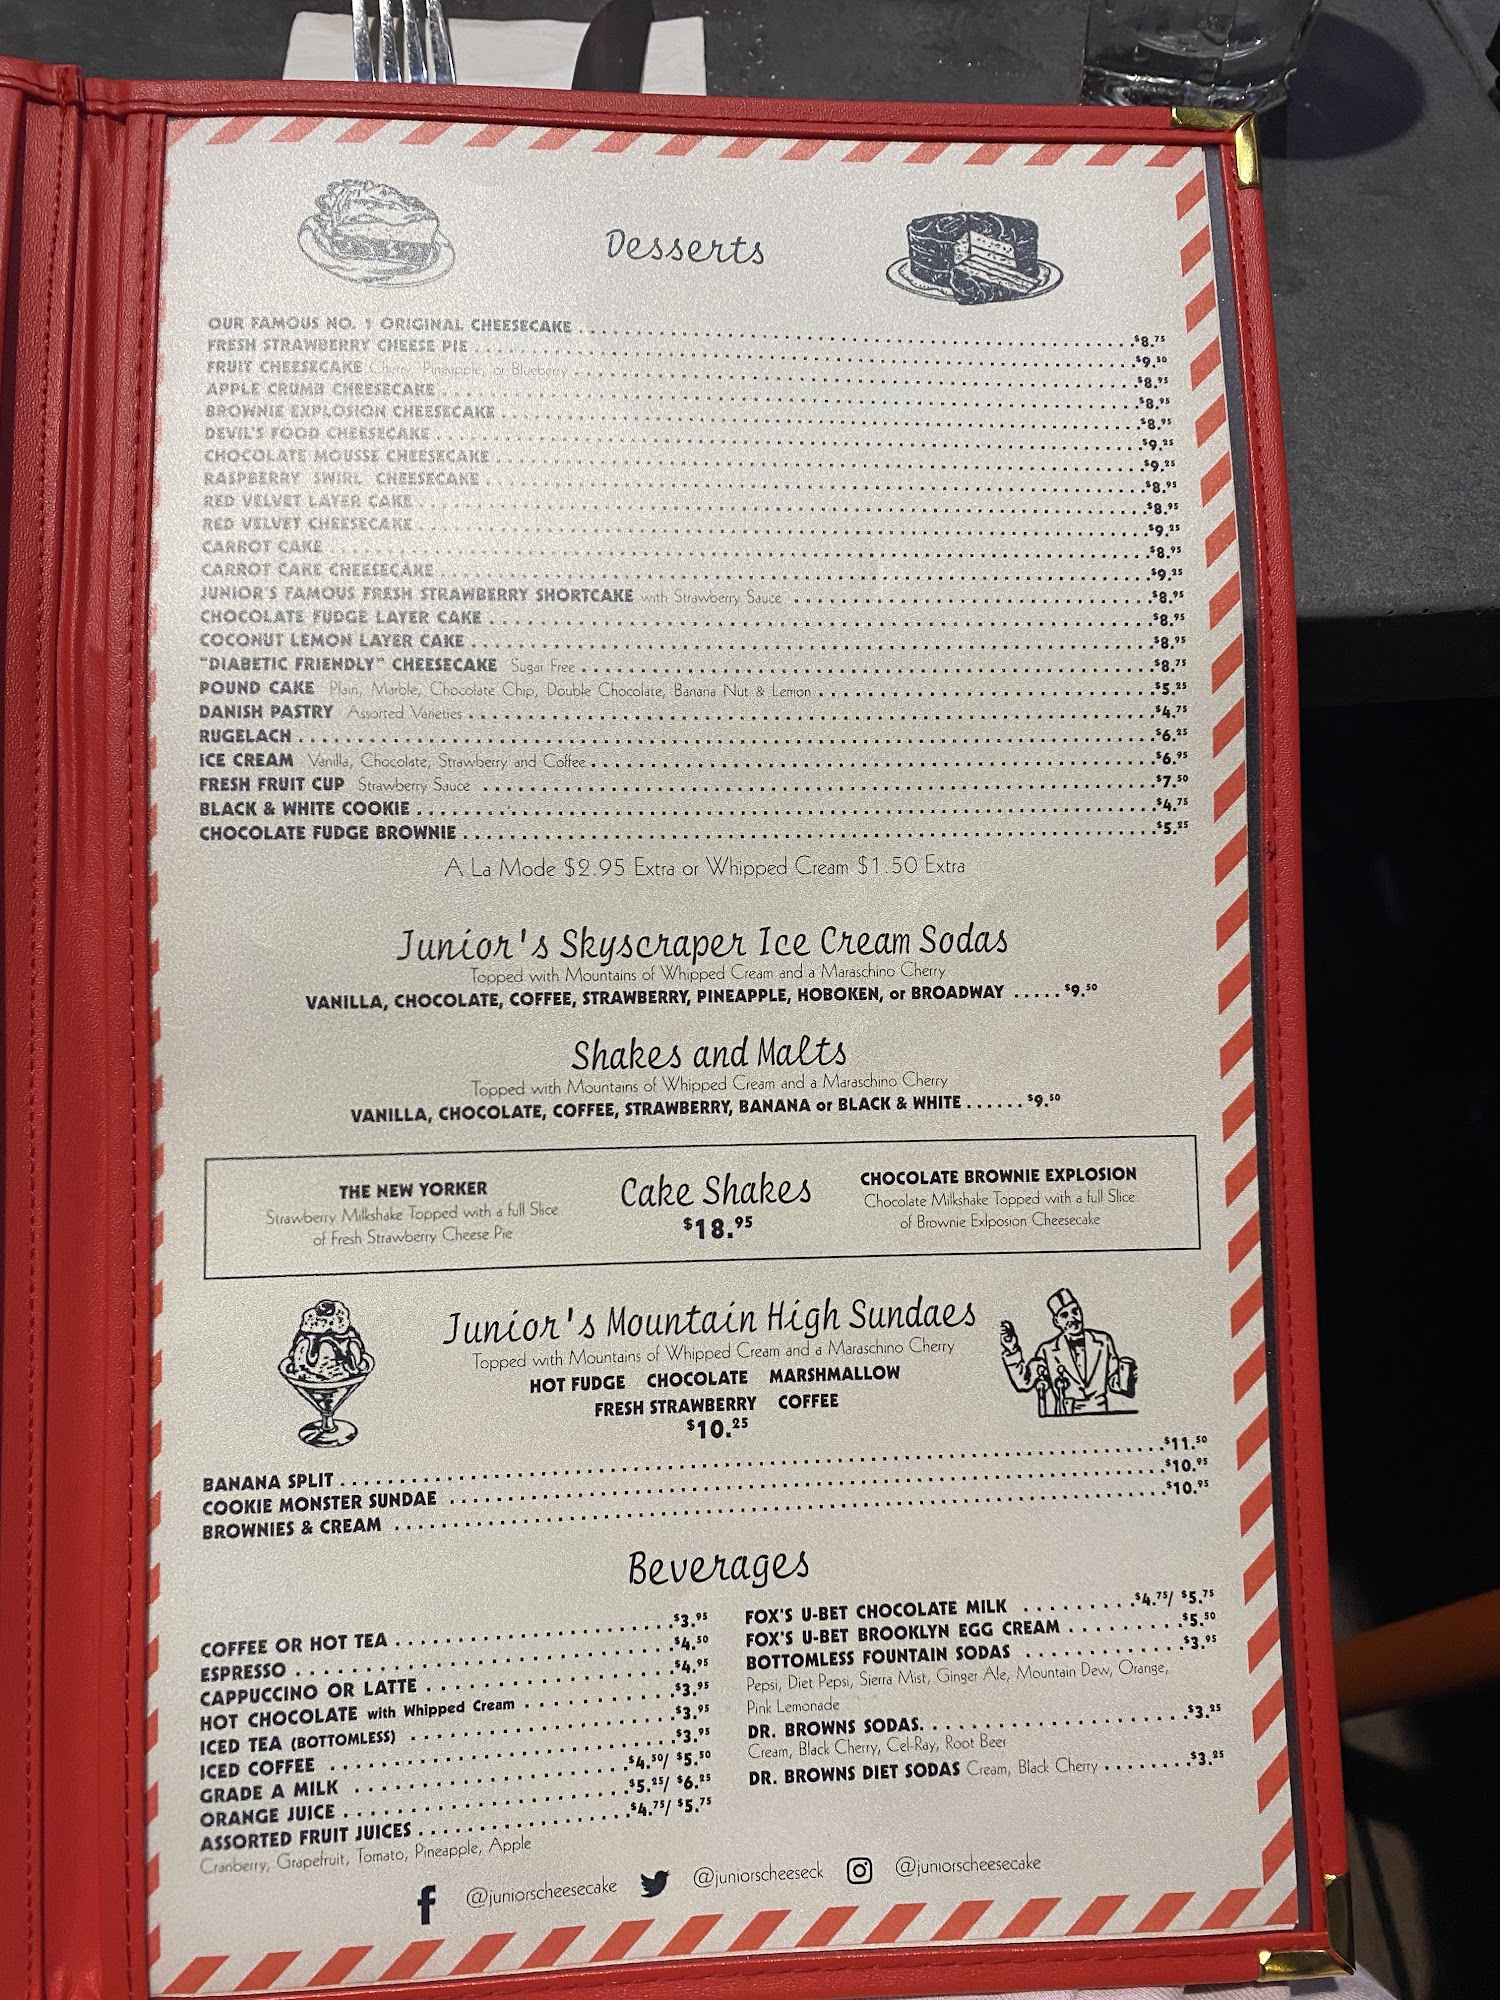 Desserts
OUR FAMOUS NO. 1 ORIGINAL CHEESECAKE $8.75
FRESH STRAWBERRY CHEESE PIE $9.50
FRUIT CHEESECAKE Cherry, Pineapple, or Blueberry $8.95
APPLE CRUMB CHEESECAKE $8.95
BROWNIE EXPLOSION CHEESECAKE $8.95
DEVIL'S FOOD CHEESECAKE $9.25
CHOCOLATE MOUSSE CHEESECAKE $9.25
RASPBERRY SWIRL CHEESECAKE $8.95
RED VELVET LAYER CAKE $8.95
RED VELVET CHEESECAKE $9.25
CARROT CAKE $8.95
CARROT CAKE CHEESECAKE $9.25
JUNIOR'S FAMOUS FRESH STRAWBERRY SHORTCAKE with Strawberry Sauce $8.95
CHOCOLATE FUDGE LAYER CAKE $8.95
COCONUT LEMON LAYER CAKE $8.95
"DIABETIC FRIENDLY" CHEESECAKE Sugar Free $8.75
POUND CAKE Plain, Marble, Chocolate Chip, Double Chocolate, Banana Nut & Lemon $5.25
DANISH PASTRY Assorted Varieties $4.75
RUGELACH $6.25
ICE CREAM Vanilla, Chocolate, Strawberry and Coffee $6.95
FRESH FRUIT CUP Strawberry Sauce $7.50
BLACK & WHITE COOKIE $4.75
CHOCOLATE FUDGE BROWNIE $5.25
A La Mode $2.95 Extra or Whipped Cream $1.50 Extra
Junior's Skyscraper Ice Cream Sodas
Topped with Mountains of Whipped Cream and a Maraschino Cherry
VANILLA, CHOCOLATE, COFFEE, STRAWBERRY, PINEAPPLE, HOBOKEN, or BROADWAY ..... $9.50
Shakes and Malts
Topped with Mountains of Whipped Cream and a Maraschino Cherry
VANILLA, CHOCOLATE, COFFEE, STRAWBERRY, BANANA or BLACK & WHITE ...... $9.50
Cake Shakes
$18.95
THE NEW YORKER
Strawberry Milkshake Topped with a full Slice
of Fresh Strawberry Cheese Pie
CHOCOLATE BROWNIE EXPLOSION
Chocolate Milkshake Topped with a full Slice
of Brownie Exlposion Cheesecake
Junior's Mountain High Sundaes
Topped with Mountains of Whipped Cream and a Maraschino Cherry
HOT FUDGE CHOCOLATE MARSHMALLOW
FRESH STRAWBERRY COFFEE
$10.25
BANANA SPLIT $11.50
COOKIE MONSTER SUNDAE $10.95
BROWNIES & CREAM $10.95
Beverages
COFFEE OR HOT TEA $3.95
ESPRESSO $4.50
CAPPUCCINO OR LATTE $4.95
HOT CHOCOLATE with Whipped Cream $3.95
ICED TEA (BOTTOMLESS) $3.95
ICED COFFEE $3.95
GRADE A MILK $4.50/ $5.50
ORANGE JUICE $5.25/ $6.25
ASSORTED FRUIT JUICES $4.75/ $5.75
Cranberry, Grapefruit, Tomato, Pineapple, Apple
FOX'S U-BET CHOCOLATE MILK $4.75/ $5.75
FOX'S U-BET BROOKLYN EGG CREAM $5.50
BOTTOMLESS FOUNTAIN SODAS $3.95
Pepsi, Diet Pepsi, Sierra Mist, Ginger Ale, Mountain Dew, Orange,
Pink Lemonade
DR. BROWNS SODAS $3.25
Cream, Black Cherry, Cel-Ray, Root Beer
DR. BROWNS DIET SODAS Cream, Black Cherry $3.25
@juniorscheesecake @juniorscheeseck @juniorscheesecake